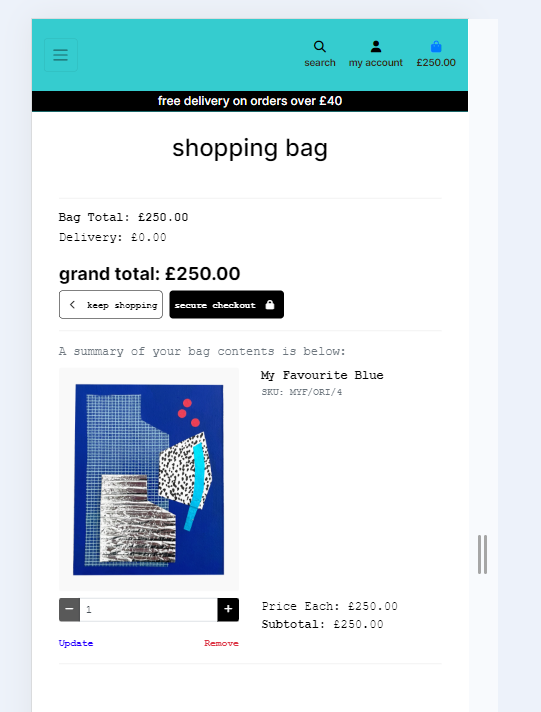 search my account £250.00
free delivery on orders over £40
shopping bag
Bag Total: £250.00
Delivery: £0.00
grand total: £250.00
keep shopping secure checkout
A summary of your bag contents is below:
My Favourite Blue
SKU: MYF/ORI/4
− 1 +
Price Each: £250.00
Subtotal: £250.00
Update Remove